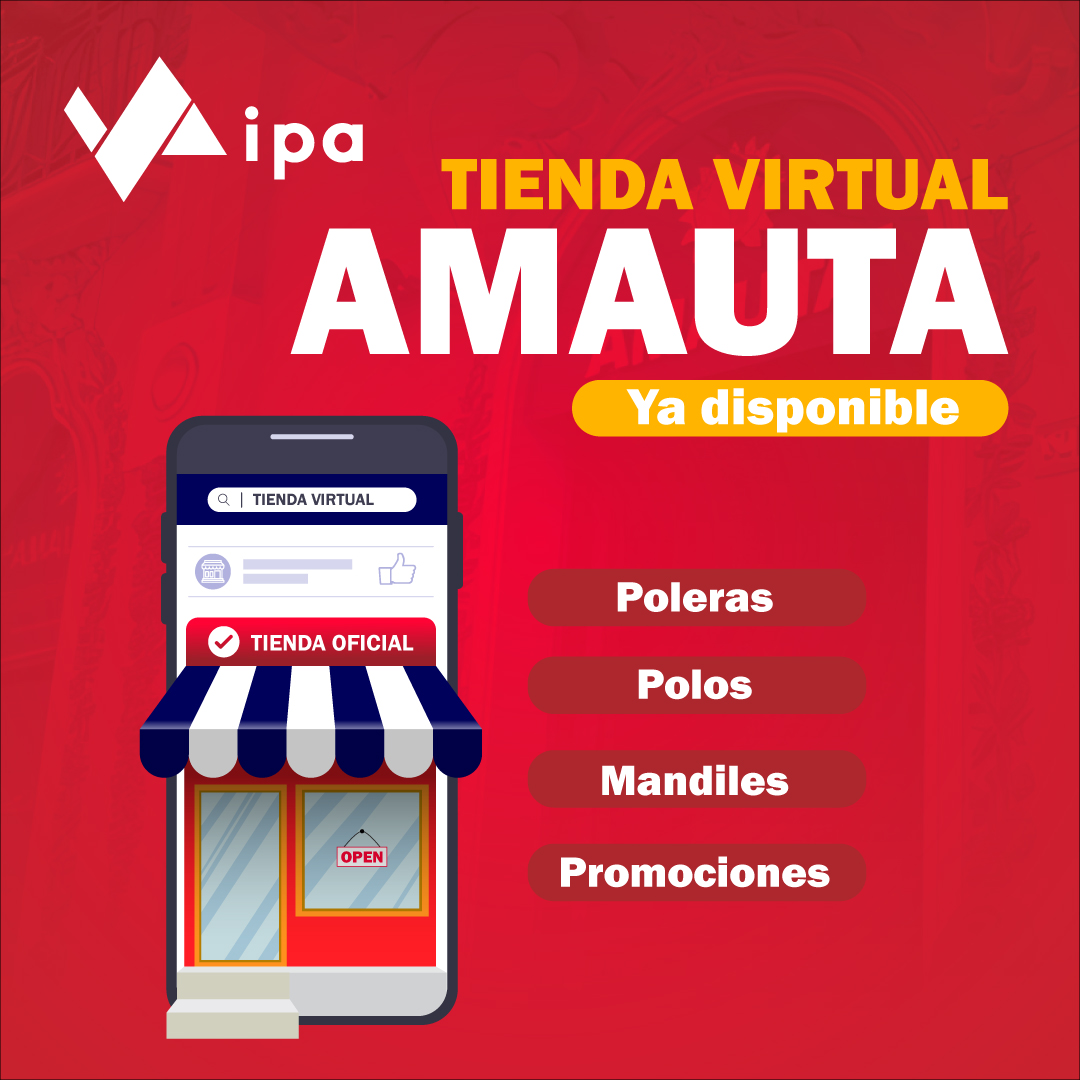 ipa
TIENDA VIRTUAL
AMAUTA
Ya disponible
TIENDA VIRTUAL
TIENDA OFICIAL
OPEN
Poleras
Polos
Mandiles
Promociones